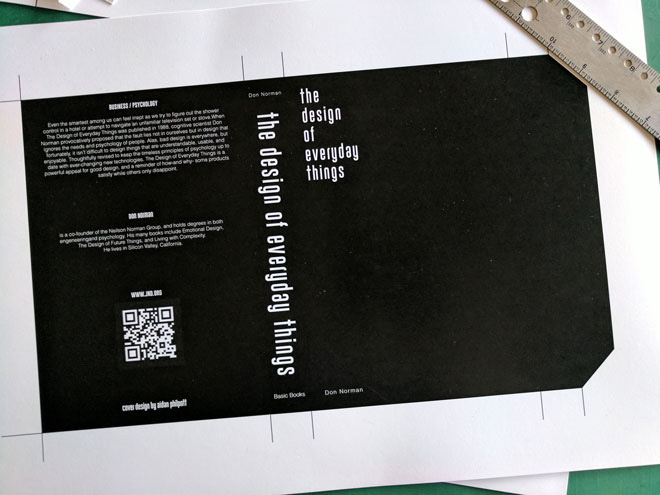 BUSINESS / PSYCHOLOGY
Even the smartest among us can feel inept as we try to figure out the shower
control in a hotel or attempt to navigate an unfamiliar television set or stove.When
The Design of Everyday Things was published in 1988, cognitive scientist Don
Norman provocatively proposed that the fault lies not in ourselves but in design that
ignores the needs and psychology of people. Alas, bad design is everywhere, but
fortunately, it isn't difficult to design things that are understandable, usable, and
enjoyable. Thoughtfully revised to keep the timeless principles of psychology up to
date with ever-changing new technologies, The Design of Everyday Things is a
powerful appeal for good design, and a reminder of how-and why- some products
satisfy while others only disappoint.
DON NORMAN
is a co-founder of the Neilson Norman Group, and holds degrees in both
engeneeringand psychology. His many books include Emotional Design,
The Design of Future Things, and Living with Complexity.
He lives in Silicon Valley, California.
WWW.JND.ORG
cover design by aidan philpott
Don Norman
the design of everyday things
Basic Books
the
design
of
everyday
things
Don Norman